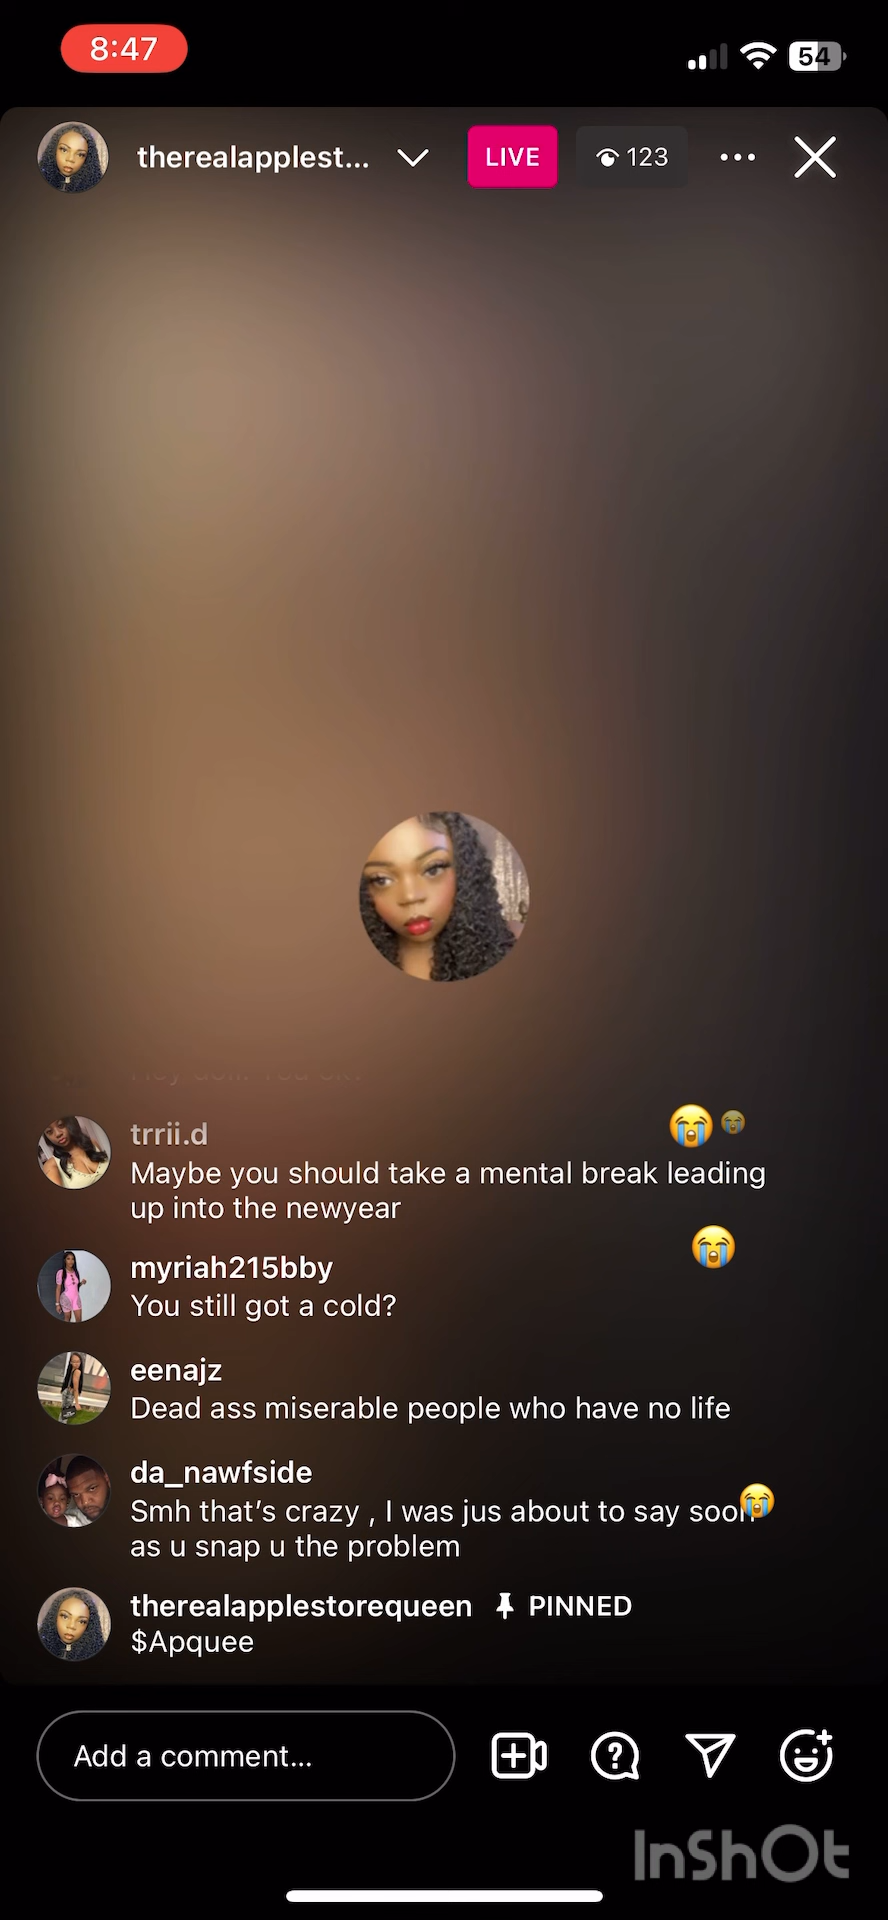 8:47
54
therealapplest...
LIVE
123
trrii.d
Maybe you should take a mental break leading
up into the newyear
myriah215bby
You still got a cold?
eenajz
Dead ass miserable people who have no life
da_nawfside
Smh that's crazy , I was jus about to say soon
as u snap u the problem
therealapplestorequeen PINNED
$Apquee
Add a comment...
InShOt